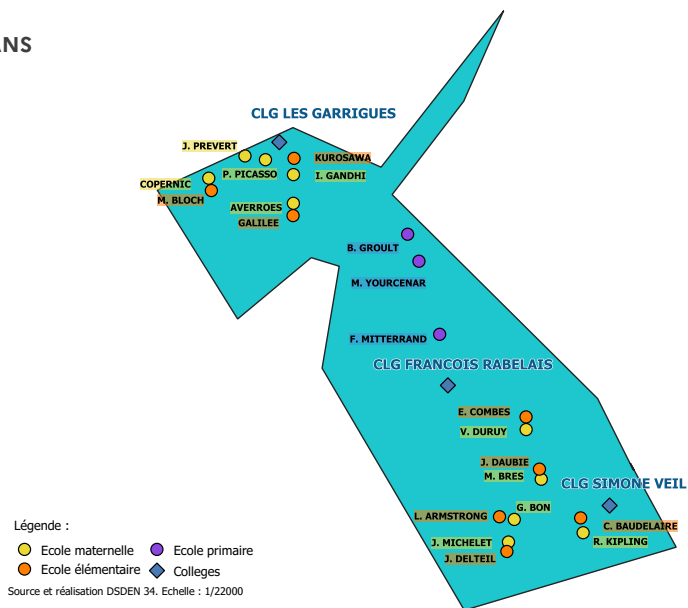 ANS
CLG LES GARRIGUES
J. PREVERT
KUROSAWA
P. PICASSO
I. GANDHI
COPERNIC
M. BLOCH
AVERROES
GALILEE
B. GROULT
M. YOURCENAR
F. MITTERRAND
CLG FRANCOIS RABELAIS
E. COMBES
V. DURUY
J. DAUBIE
M. BRES
CLG SIMONE VEIL
G. BON
L. ARMSTRONG
C. BAUDELAIRE
J. MICHELET
R. KIPLING
J. DELTEIL
Légende :
Ecole maternelle
Ecole primaire
Ecole élémentaire
Colleges
Source et réalisation DSDEN 34. Echelle : 1/22000